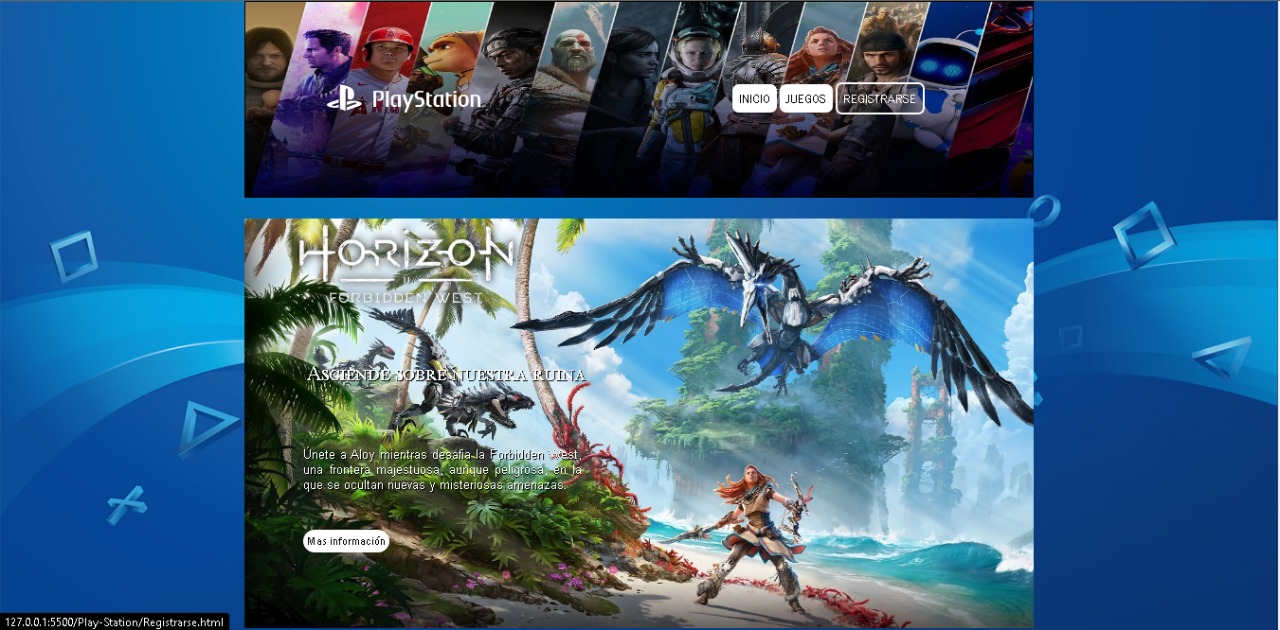 PlayStation
INICIO
JUEGOS
REGISTRARSE
HORIZON
FORBIDDEN WEST
Asciende sobre nuestra ruina
Únete a Aloy mientras desafía la Forbidden West,
una frontera majestuosa, aunque peligrosa, en la
que se ocultan nuevas y misteriosas amenazas.
Mas información
127.0.0.1:5500/Play-Station/Registrarse.html